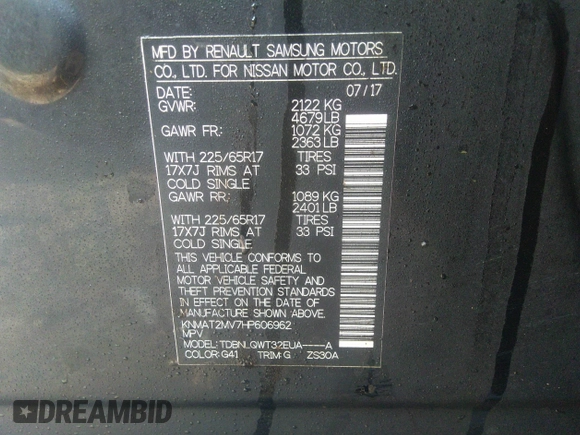 MFD BY RENAULT SAMSUNG MOTORS
CO., LTD. FOR NISSAN MOTOR CO., LTD.
DATE: 07/17
GVWR: 2122 KG
4679 LB
GAWR FR: 1072 KG
2363 LB
WITH 225/65R17 TIRES
17X7J RIMS AT 33 PSI
COLD SINGLE
GAWR RR: 1089 KG
2401 LB
WITH 225/65R17 TIRES
17X7J RIMS AT 33 PSI
COLD SINGLE
THIS VEHICLE CONFORMS TO
ALL APPLICABLE FEDERAL
MOTOR VEHICLE SAFETY AND
THEFT PREVENTION STANDARDS
IN EFFECT ON THE DATE OF
MANUFACTURE SHOWN ABOVE.
KNMAT2MV7HP606962
MPV
MODEL: TDBNLQWT32EUA----A
COLOR: G41 TRIM: G ZS30A
DREAMBID